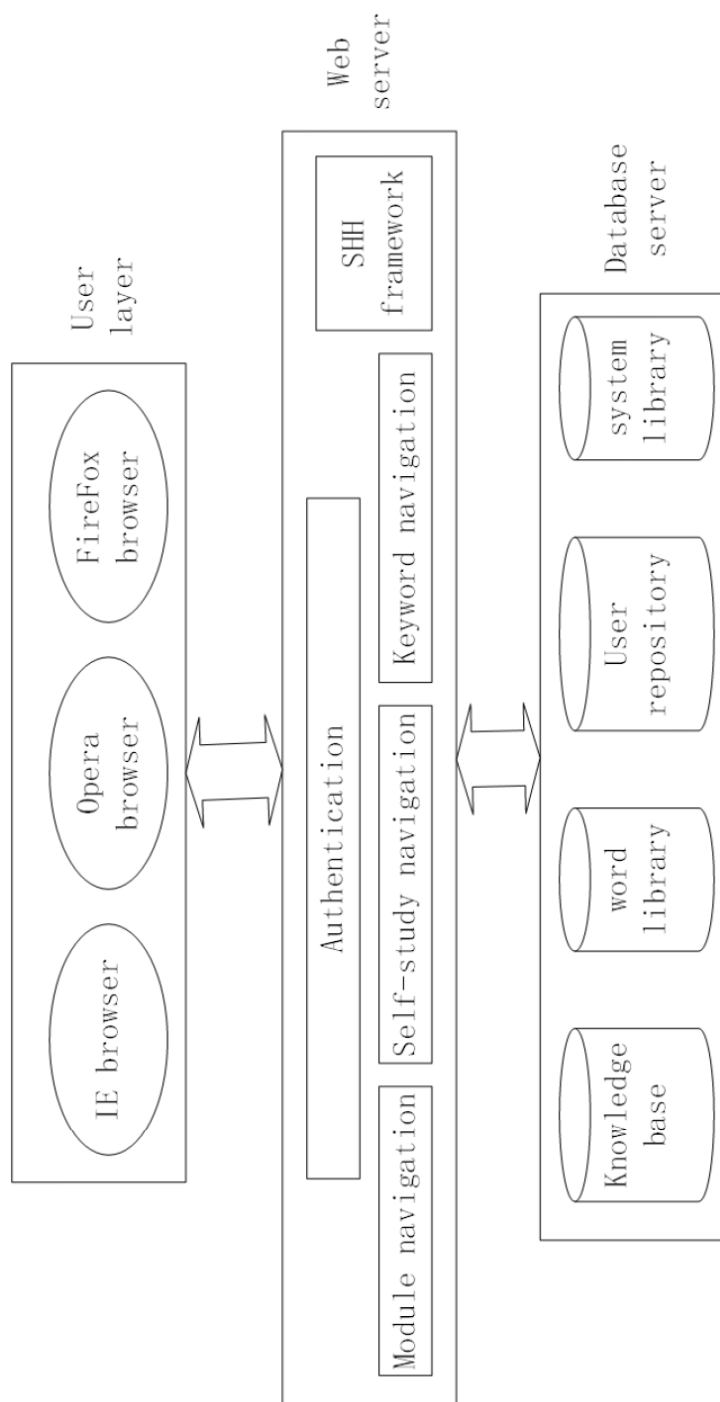 IE browser
Opera
browser
FireFox
browser
User
layer
Authentication
Module navigation
Self-study navigation
Keyword navigation
SHH
framework
Web
server
Knowledge
base
word
library
User
repository
system
library
Database
server